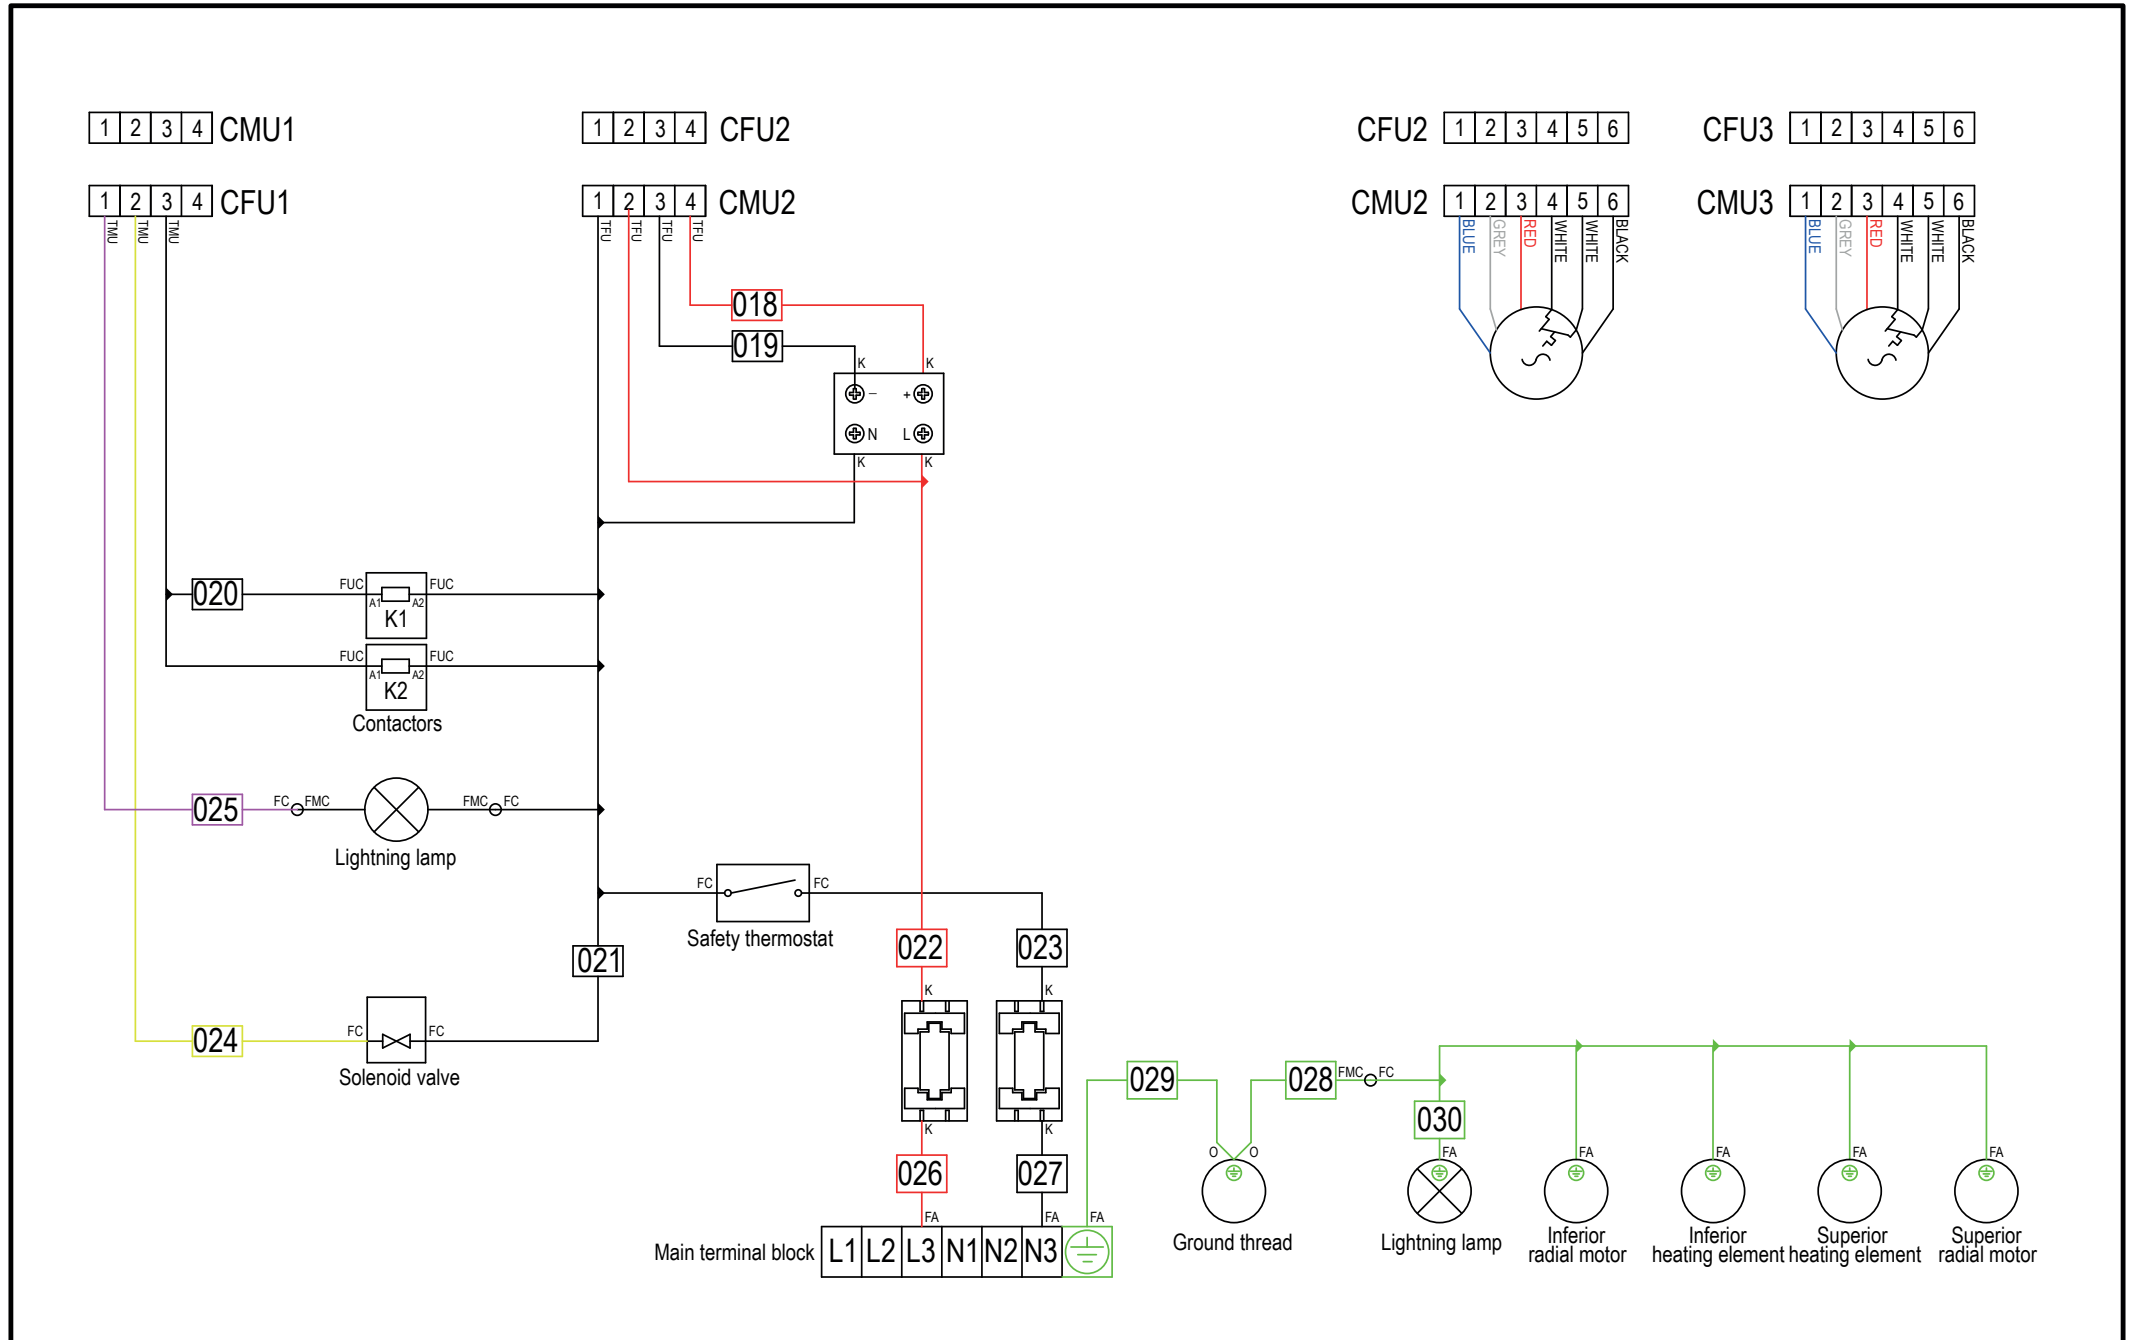 1 2 3 4 CMU1
1 2 3 4 CFU2
CFU2 1 2 3 4 5 6
CFU3 1 2 3 4 5 6
1 2 3 4 CFU1
TMU TMU TMU
1 2 3 4 CMU2
TFU TFU TFU TFU
CMU2 1 2 3 4 5 6
BLUE GREY RED WHITE WHITE BLACK
CMU3 1 2 3 4 5 6
BLUE GREY RED WHITE WHITE BLACK
018
019
K K
− +
N L
K K
020 FUC FUC
A1 A2
K1
FUC FUC
A1 A2
K2
Contactors
025 FC FMC FMC FC
Lightning lamp
FC FC
Safety thermostat
021
022 023
K K
024 FC FC
Solenoid valve
K K
026 027
FA FA FA
Main terminal block L1 L2 L3 N1 N2 N3
029 028 FMC FC
030
O O
FA FA FA FA FA
Ground thread
Lightning lamp
Inferior
radial motor
Inferior
heating element
Superior
heating element
Superior
radial motor